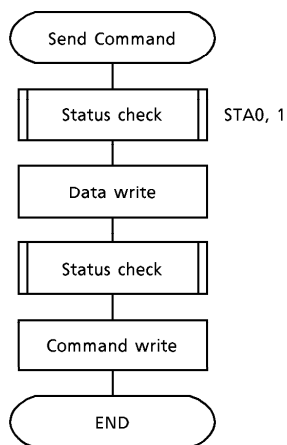 Send Command
Status check STA0, 1
Data write
Status check
Command write
END